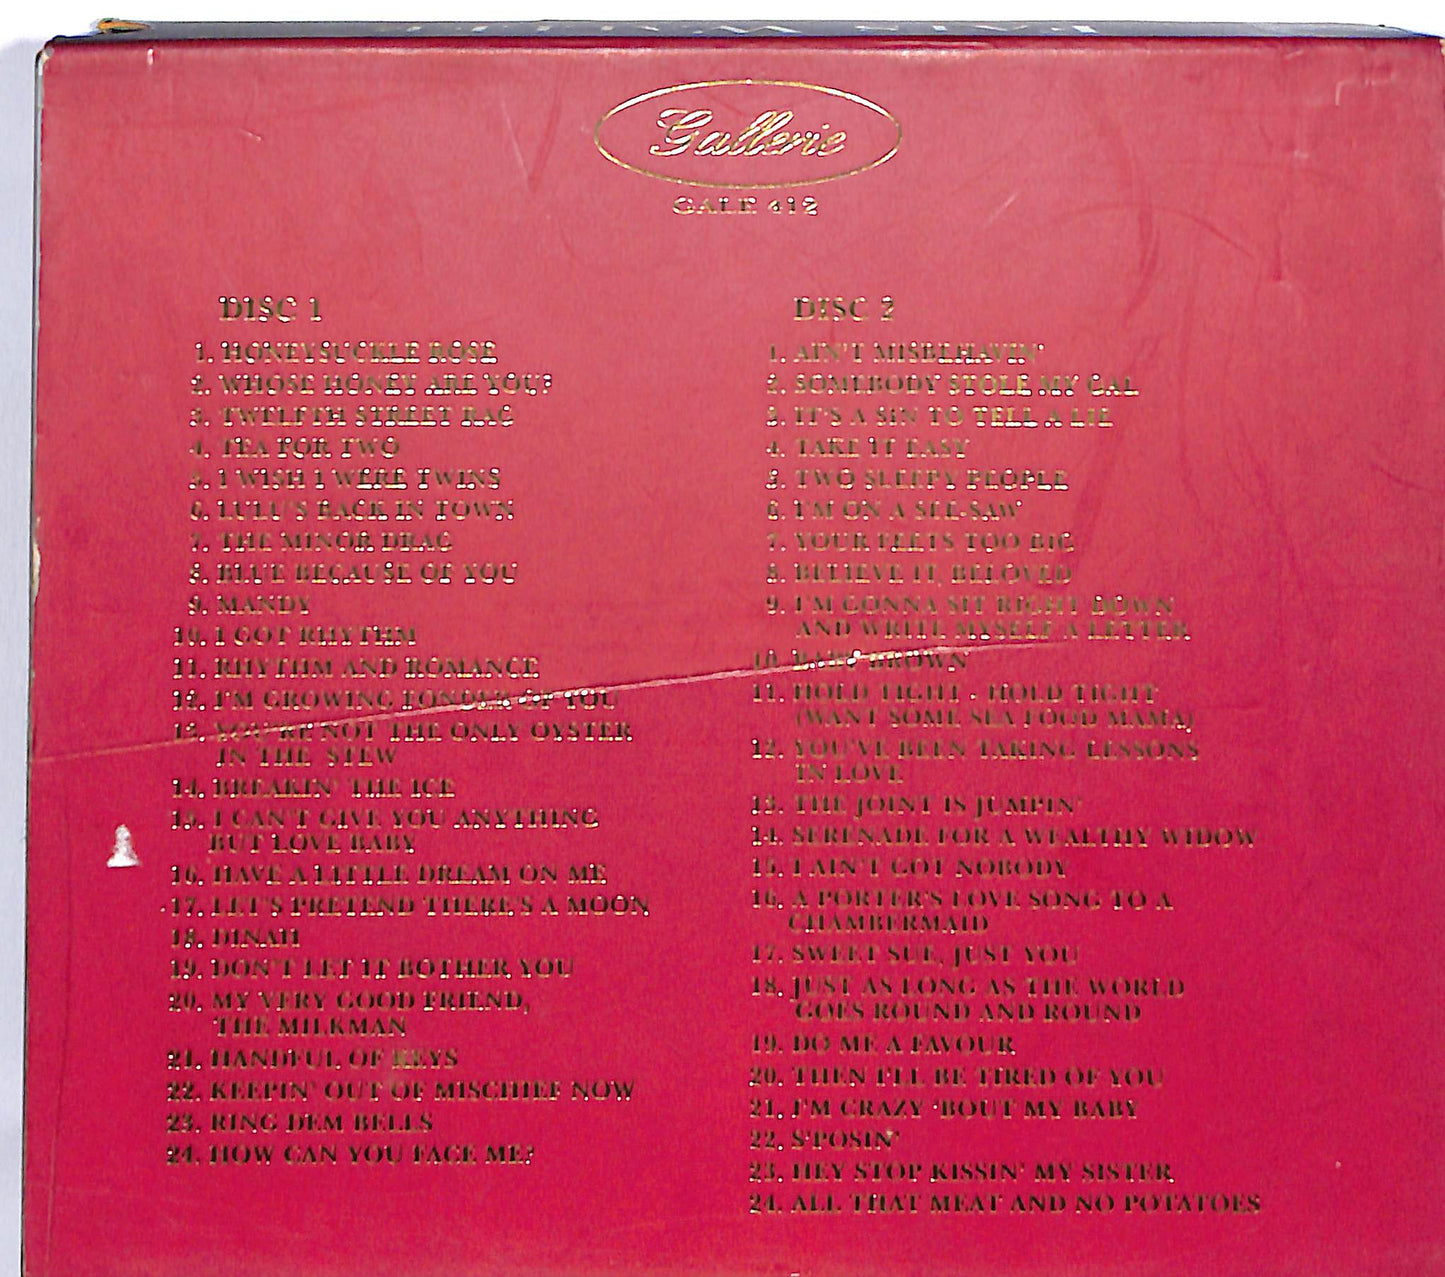 FATS WALLER
Gallerie
GALE 412
DISC 1
1. HONEYSUCKLE ROSE
2. WHOSE HONEY ARE YOU?
3. TWELFTH STREET RAG
4. TEA FOR TWO
5. I WISH I WERE TWINS
6. LULU'S BACK IN TOWN
7. THE MINOR DRAG
8. BLUE BECAUSE OF YOU
9. MANDY
10. I GOT RHYTHM
11. RHYTHM AND ROMANCE
12. I'M GROWING FONDER OF YOU
13. YOU'RE NOT THE ONLY OYSTER
IN THE STEW
14. BREAKIN' THE ICE
15. I CAN'T GIVE YOU ANYTHING
BUT LOVE BABY
16. HAVE A LITTLE DREAM ON ME
17. LET'S PRETEND THERE'S A MOON
18. DINAH
19. DON'T LET IT BOTHER YOU
20. MY VERY GOOD FRIEND,
THE MILKMAN
21. HANDFUL OF KEYS
22. KEEPIN' OUT OF MISCHIEF NOW
23. RING DEM BELLS
24. HOW CAN YOU FACE ME?
DISC 2
1. AIN'T MISBEHAVIN'
2. SOMEBODY STOLE MY GAL
3. IT'S A SIN TO TELL A LIE
4. TAKE IT EASY
5. TWO SLEEPY PEOPLE
6. I'M ON A SEE-SAW
7. YOUR FEETS TOO BIG
8. BELIEVE IT, BELOVED
9. I'M GONNA SIT RIGHT DOWN
AND WRITE MYSELF A LETTER
10. BABY BROWN
11. HOLD TIGHT - HOLD TIGHT
(WANT SOME SEA FOOD MAMA)
12. YOU'VE BEEN TAKING LESSONS
IN LOVE
13. THE JOINT IS JUMPIN'
14. SERENADE FOR A WEALTHY WIDOW
15. I AIN'T GOT NOBODY
16. A PORTER'S LOVE SONG TO A
CHAMBERMAID
17. SWEET SUE, JUST YOU
18. JUST AS LONG AS THE WORLD
GOES ROUND AND ROUND
19. DO ME A FAVOUR
20. THEN I'LL BE TIRED OF YOU
21. I'M CRAZY 'BOUT MY BABY
22. S'POSIN'
23. HEY STOP KISSIN' MY SISTER
24. ALL THAT MEAT AND NO POTATOES